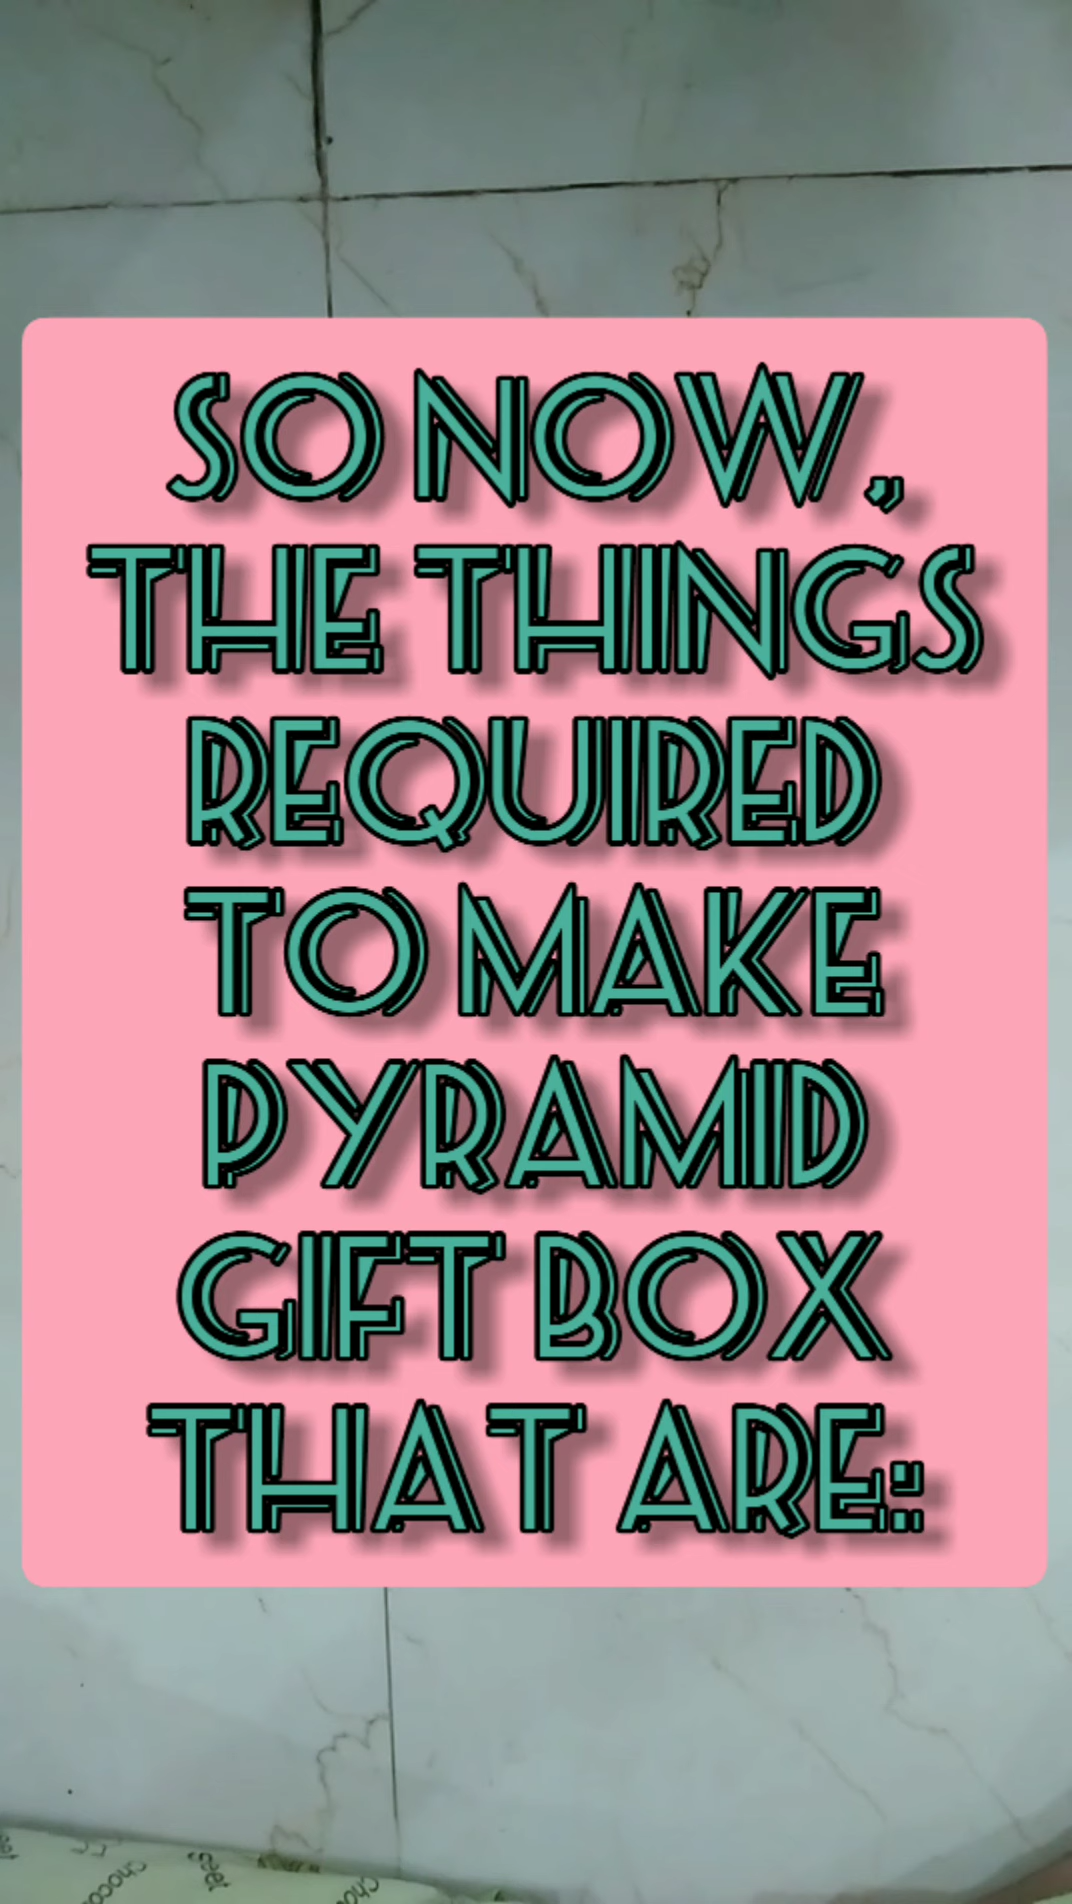 SO NOW ,
THE THINGS
REQUIRED
TO MAKE
PYRAMID
GIFT BOX
THAT ARE: